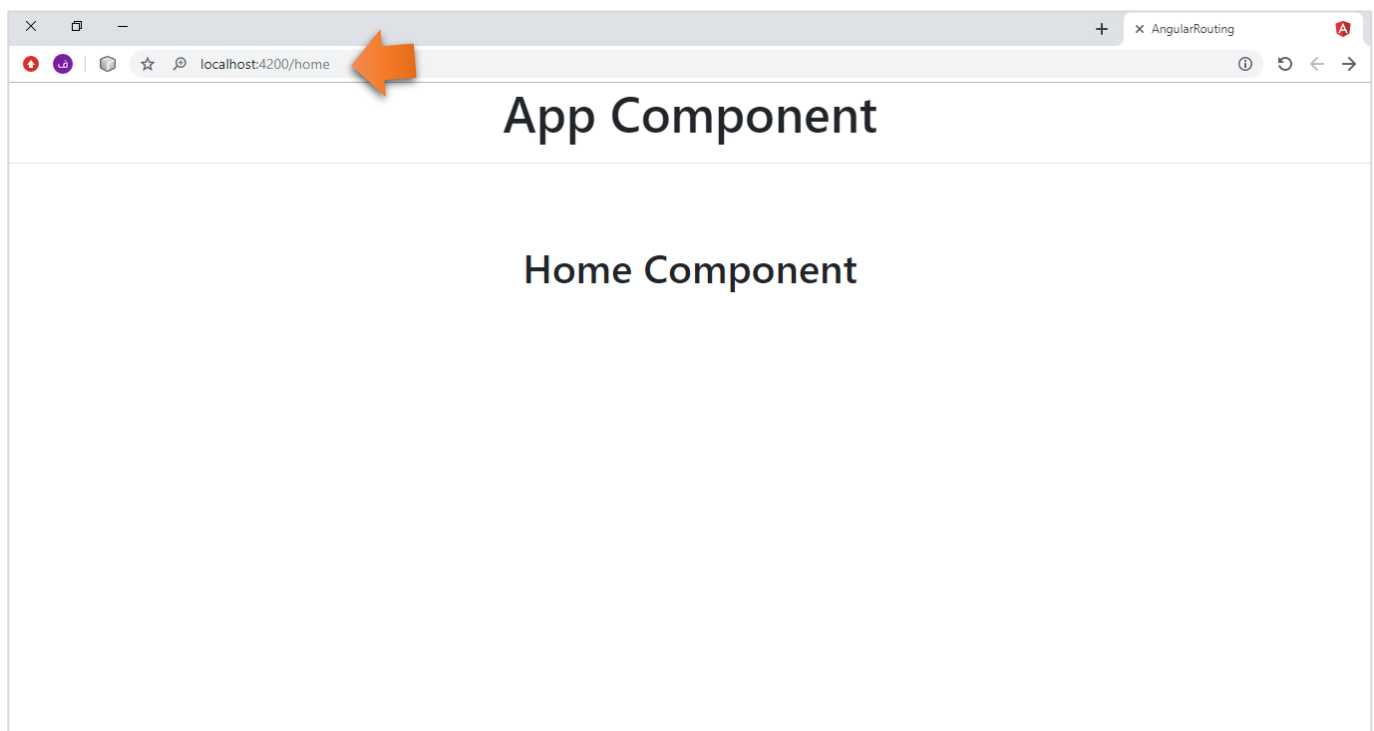 AngularRouting
ف
localhost:4200/home
App Component
Home Component